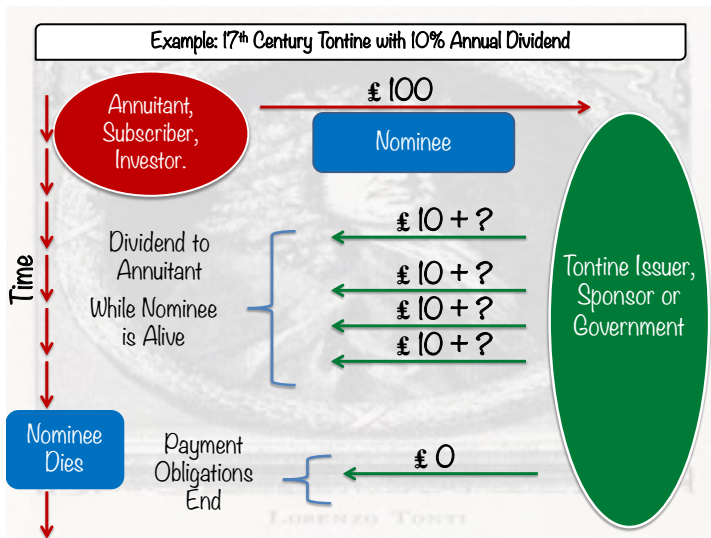 Example: 17th Century Tontine with 10% Annual Dividend
£ 100
Annuitant,
Subscriber,
Investor.
Nominee
£ 10 + ?
Dividend to
Annuitant
While Nominee
is Alive
£ 10 + ?
£ 10 + ?
£ 10 + ?
Time
Tontine Issuer,
Sponsor or
Government
Nominee
Dies
Payment
Obligations
End
£ 0
LORENZO TONTI